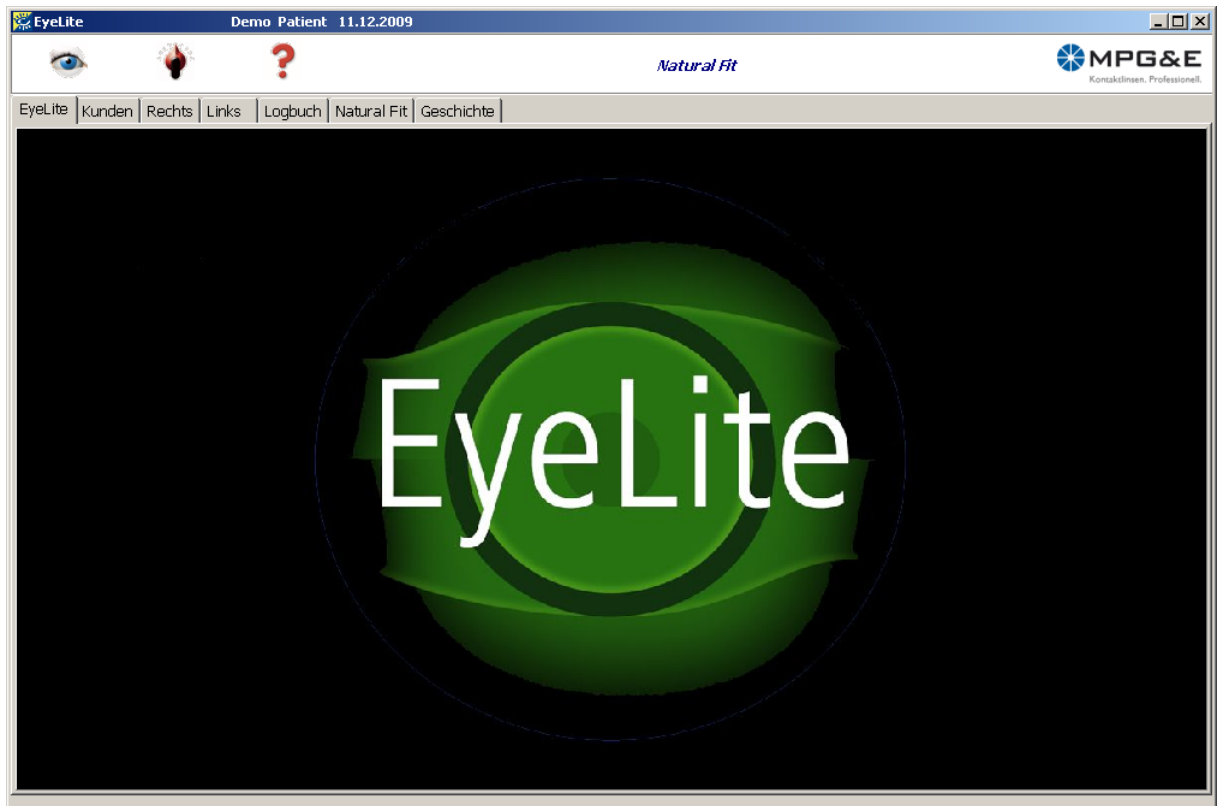 EyeLite Demo Patient 11.12.2009
Natural Fit
MPG&E
Kontaktlinsen. Professionell.
EyeLite Kunden Rechts Links Logbuch Natural Fit Geschichte
EyeLite